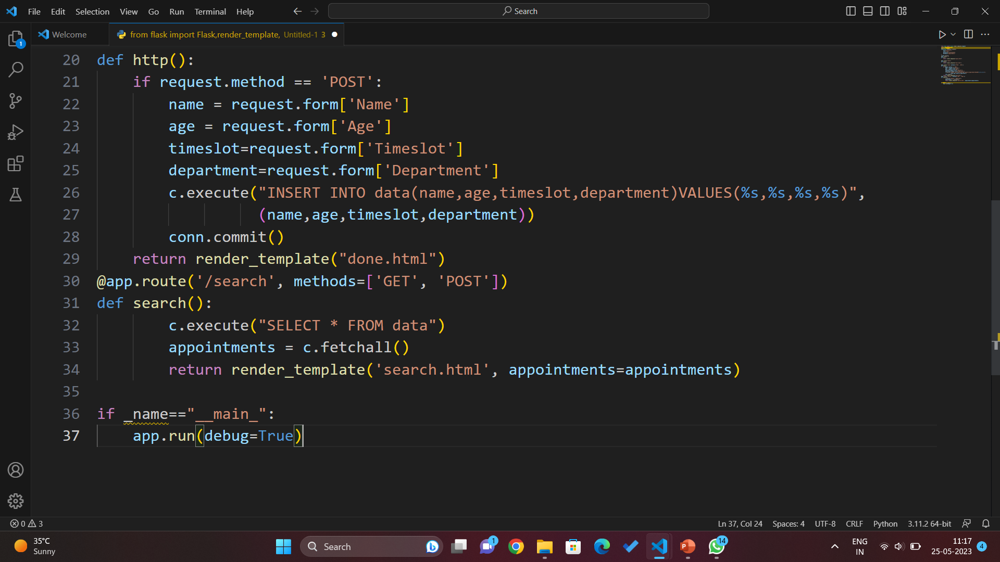 File Edit Selection View Go Run Terminal Help
Search
1
Welcome
from flask import Flask,render_template, Untitled-1 3
20 def http():
21 if request.method == 'POST':
22 name = request.form['Name']
23 age = request.form['Age']
24 timeslot=request.form['Timeslot']
25 department=request.form['Department']
26 c.execute("INSERT INTO data(name,age,timeslot,department)VALUES(%s,%s,%s,%s)",
27 (name,age,timeslot,department))
28 conn.commit()
29 return render_template("done.html")
30 @app.route('/search', methods=['GET', 'POST'])
31 def search():
32 c.execute("SELECT * FROM data")
33 appointments = c.fetchall()
34 return render_template('search.html', appointments=appointments)
35
36 if _name=="__main_":
37 app.run(debug=True)
0 3
Ln 37, Col 24 Spaces: 4 UTF-8 CRLF Python 3.11.2 64-bit
35°C
Sunny
Search
1
14
ENG
IN
11:17
25-05-2023
4